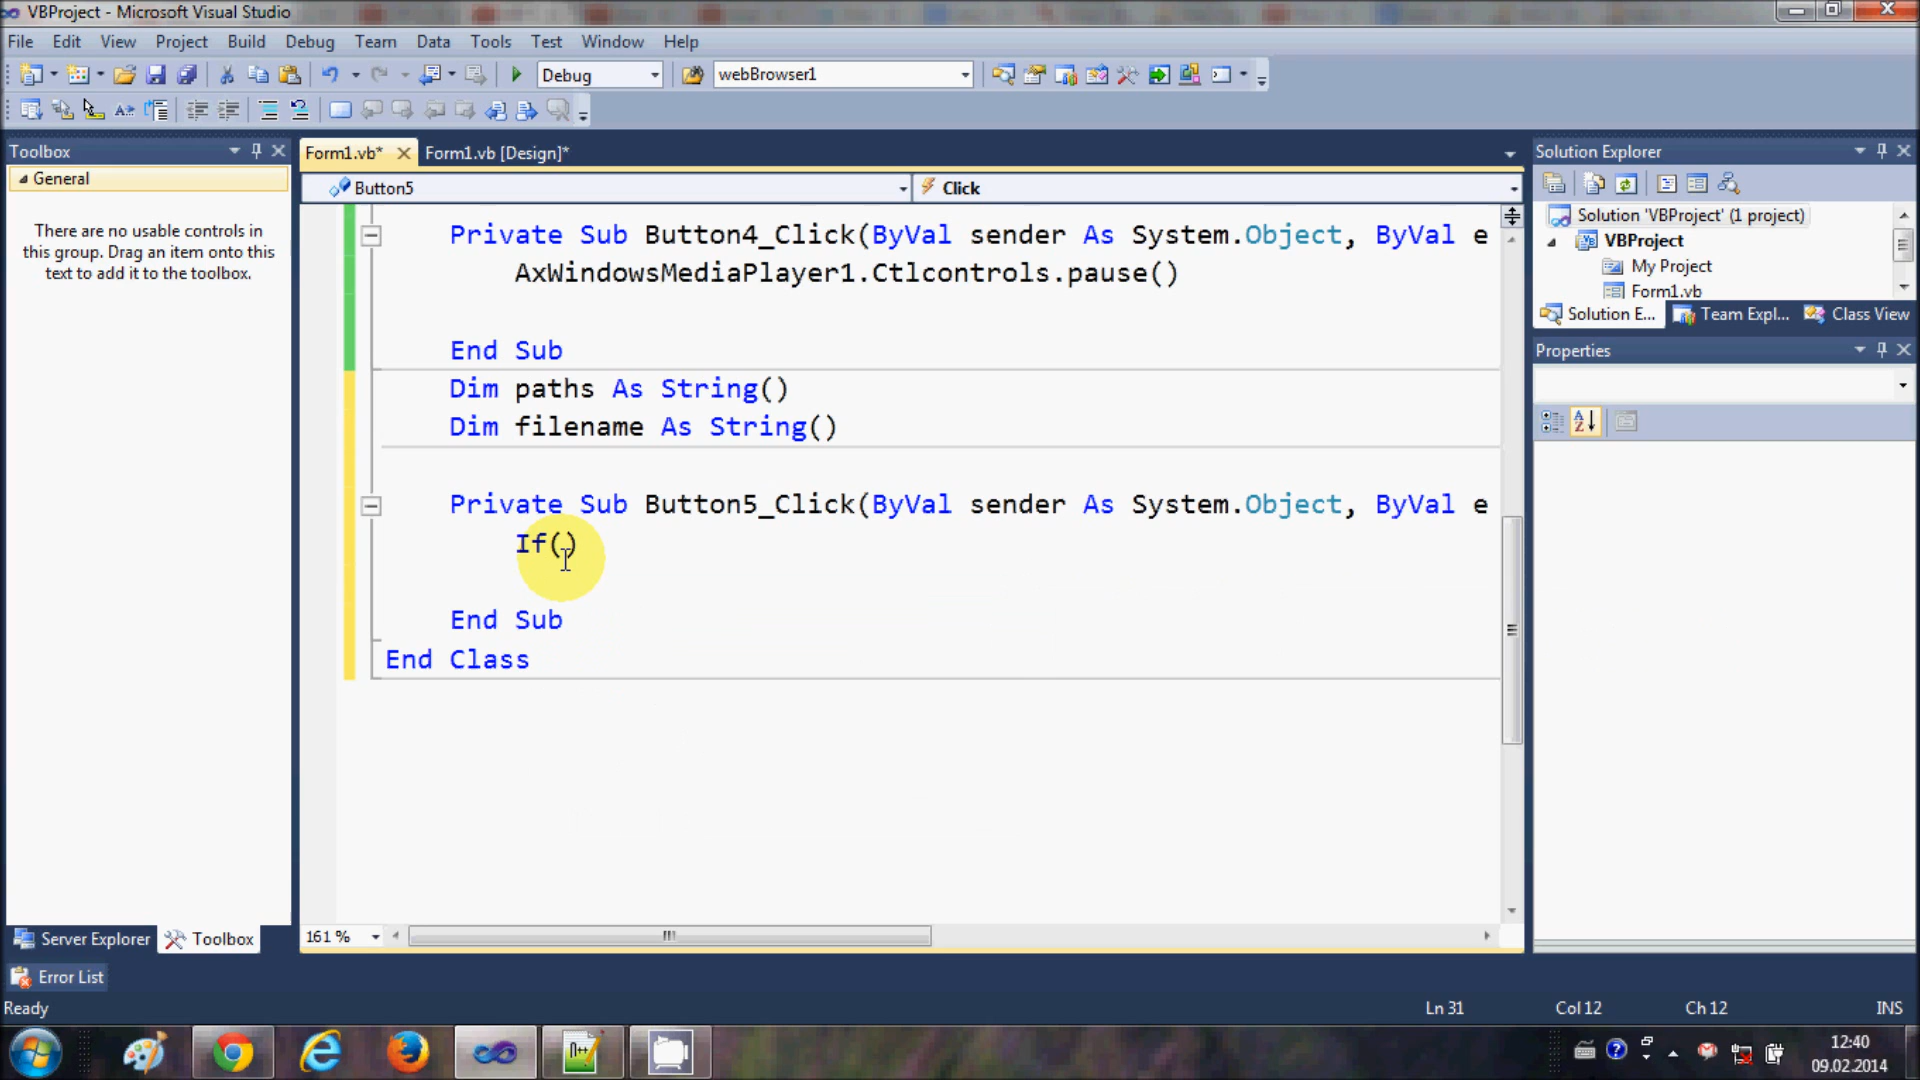 VBProject - Microsoft Visual Studio
File Edit View Project Build Debug Team Data Tools Test Window Help
Debug webBrowser1
Toolbox
General
There are no usable controls in
this group. Drag an item onto this
text to add it to the toolbox.
Form1.vb* Form1.vb [Design]*
Button5 Click
Private Sub Button4_Click(ByVal sender As System.Object, ByVal e
AxWindowsMediaPlayer1.Ctlcontrols.pause()
End Sub
Dim paths As String()
Dim filename As String()
Private Sub Button5_Click(ByVal sender As System.Object, ByVal e
If()
End Sub
End Class
161 %
Solution Explorer
Solution 'VBProject' (1 project)
VBProject
My Project
Form1.vb
Solution E... Team Expl... Class View
Properties
Server Explorer Toolbox
Error List
Ready Ln 31 Col 12 Ch 12 INS
12:40
09.02.2014